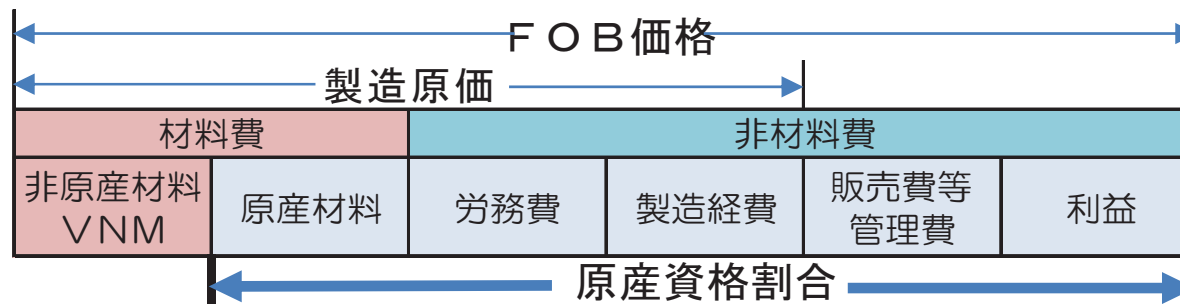 ＦＯＢ価格
製造原価
材料費
非材料費
非原産材料
ＶＮＭ
原産材料
労務費
製造経費
販売費等
管理費
利益
原産資格割合